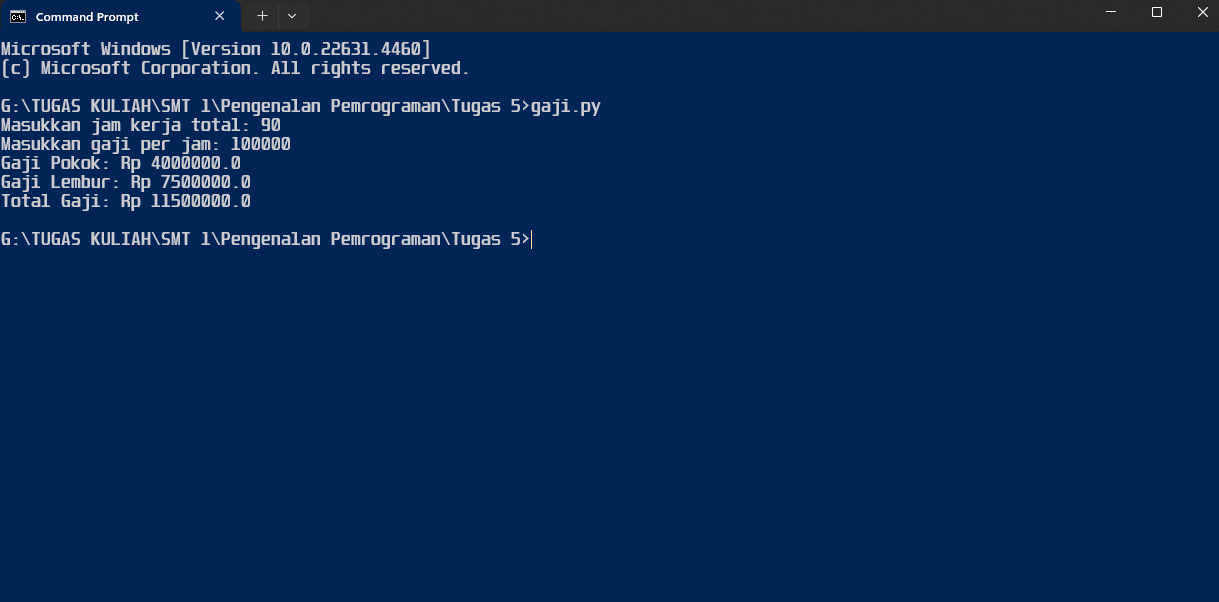 Command Prompt
Microsoft Windows [Version 10.0.22631.4460]
(c) Microsoft Corporation. All rights reserved.
G:\TUGAS KULIAH\SMT 1\Pengenalan Pemrograman\Tugas 5>gaji.py
Masukkan jam kerja total: 90
Masukkan gaji per jam: 100000
Gaji Pokok: Rp 4000000.0
Gaji Lembur: Rp 7500000.0
Total Gaji: Rp 11500000.0
G:\TUGAS KULIAH\SMT 1\Pengenalan Pemrograman\Tugas 5>